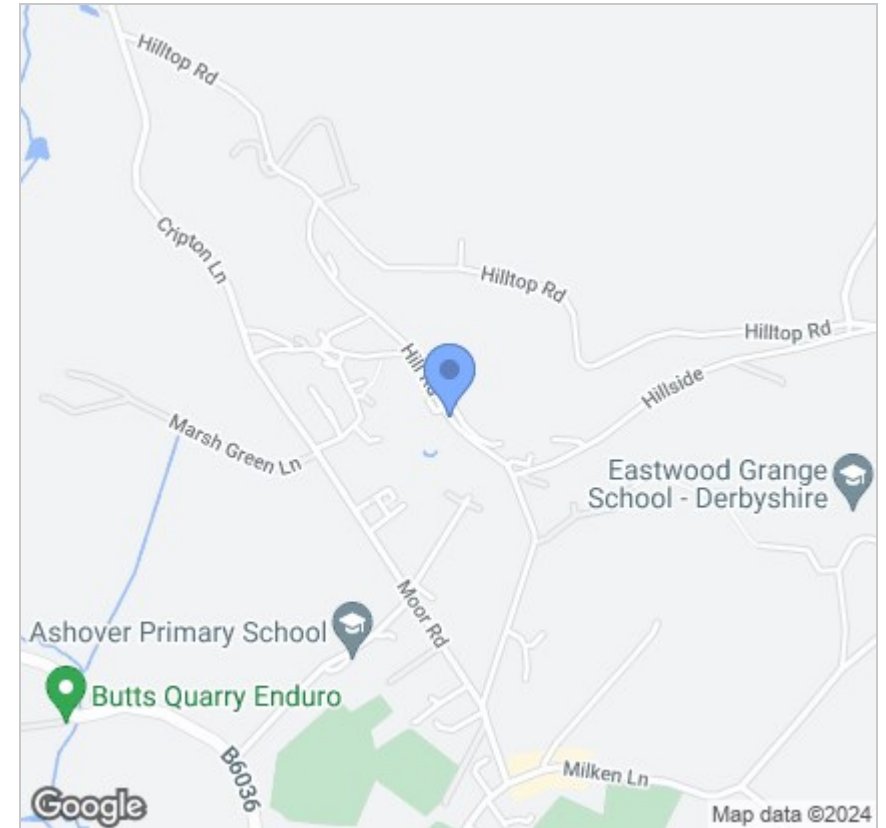 Hilltop Rd
Cripton Ln
Hilltop Rd
Hilltop Rd
Hill Rd
Hillside
Marsh Green Ln
Eastwood Grange
School - Derbyshire
Moor Rd
Ashover Primary School
Butts Quarry Enduro
B6036
Milken Ln
Google
Map data ©2024